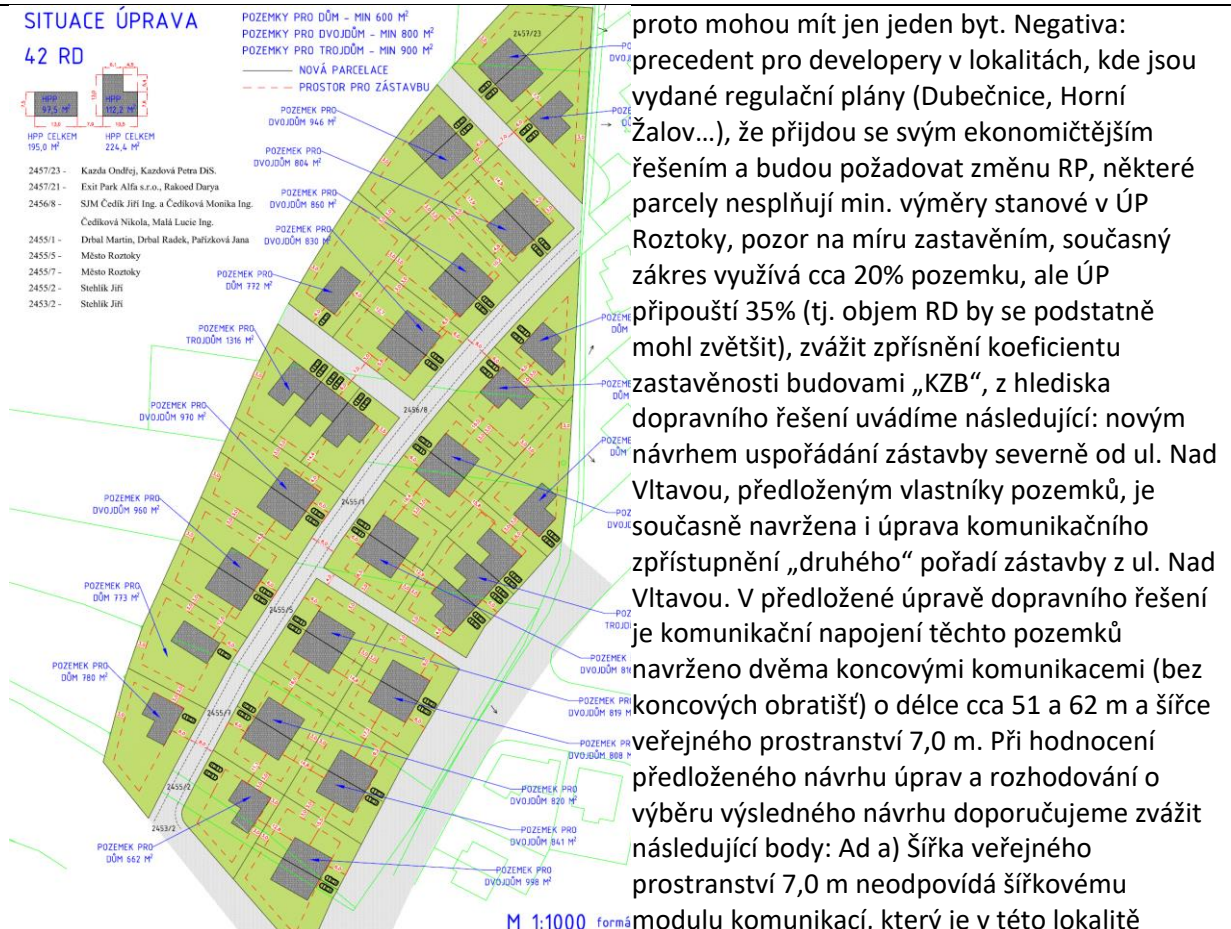 SITUACE ÚPRAVA
42 RD
POZEMKY PRO DŮM - MIN 600 M²
POZEMKY PRO DVOJDŮM - MIN 800 M²
POZEMKY PRO TROJDŮM - MIN 900 M²
NOVÁ PARCELACE
PROSTOR PRO ZÁSTAVBU
HPP
97,5 M²
HPP
112,2 M²
HPP CELKEM
195,0 M²
HPP CELKEM
224,4 M²
2457/23 - Kazda Ondřej, Kazdová Petra DiS.
2457/21 - Exit Park Alfa s.r.o., Rakoed Darya
2456/8 - SJM Čedík Jiří Ing. a Čedíková Monika Ing.
Čedíková Nikola, Malá Lucie Ing.
2455/1 - Drbal Martin, Drbal Radek, Pařízková Jana
2455/5 - Město Roztoky
2455/7 - Město Roztoky
2455/2 - Stehlík Jiří
2453/2 - Stehlík Jiří
2457/23
POZEMEK PRO
DVOJDŮM 946 M²
POZEMEK PRO
DVOJDŮM 804 M²
POZEMEK PRO
DVOJDŮM 860 M²
POZEMEK PRO
DVOJDŮM 830 M²
POZEMEK PRO
DŮM 772 M²
POZEMEK PRO
TROJDŮM 1316 M²
2456/8
POZEMEK PRO
DVOJDŮM 970 M²
2455/1
POZEMEK PRO
DVOJDŮM 960 M²
POZEMEK PRO
DŮM 773 M²
2455/5
POZEMEK PRO
DŮM 780 M²
2455/7
2455/2
2453/2
POZEMEK PRO
DŮM 662 M²
POZEMEK
DVOJDŮM 816
POZEMEK PR
DVOJDŮM 819 M
POZEMEK PR
DVOJDŮM 808 M
POZEMEK PRO
DVOJDŮM 820 M²
POZEMEK PRO
DVOJDŮM 841 M²
POZEMEK PRO
DVOJDŮM 998 M²
M 1:1000 formá
proto mohou mít jen jeden byt. Negativa:
precedent pro developery v lokalitách, kde jsou
vydané regulační plány (Dubečnice, Horní
Žalov…), že přijdou se svým ekonomičtějším
řešením a budou požadovat změnu RP, některé
parcely nesplňují min. výměry stanové v ÚP
Roztoky, pozor na míru zastavěním, současný
zákres využívá cca 20% pozemku, ale ÚP
připouští 35% (tj. objem RD by se podstatně
mohl zvětšit), zvážit zpřísnění koeficientu
zastavěnosti budovami „KZB“, z hlediska
dopravního řešení uvádíme následující: novým
návrhem uspořádání zástavby severně od ul. Nad
Vltavou, předloženým vlastníky pozemků, je
současně navržena i úprava komunikačního
zpřístupnění „druhého“ pořadí zástavby z ul. Nad
Vltavou. V předložené úpravě dopravního řešení
je komunikační napojení těchto pozemků
navrženo dvěma koncovými komunikacemi (bez
koncových obratišť) o délce cca 51 a 62 m a šířce
veřejného prostranství 7,0 m. Při hodnocení
předloženého návrhu úprav a rozhodování o
výběru výsledného návrhu doporučujeme zvážit
následující body: Ad a) Šířka veřejného
prostranství 7,0 m neodpovídá šířkovému
modulu komunikací, který je v této lokalitě